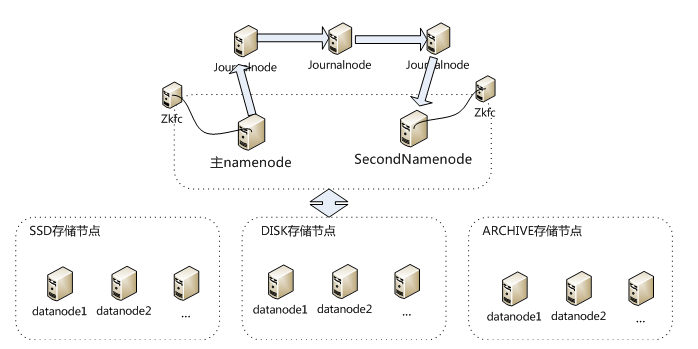 Journalnode
Journalnode
Journalnode
Zkfc
Zkfc
主namenode
SecondNamenode
SSD存储节点
DISK存储节点
ARCHIVE存储节点
datanode1
datanode2
...
datanode1
datanode2
...
datanode1
datanode2
...